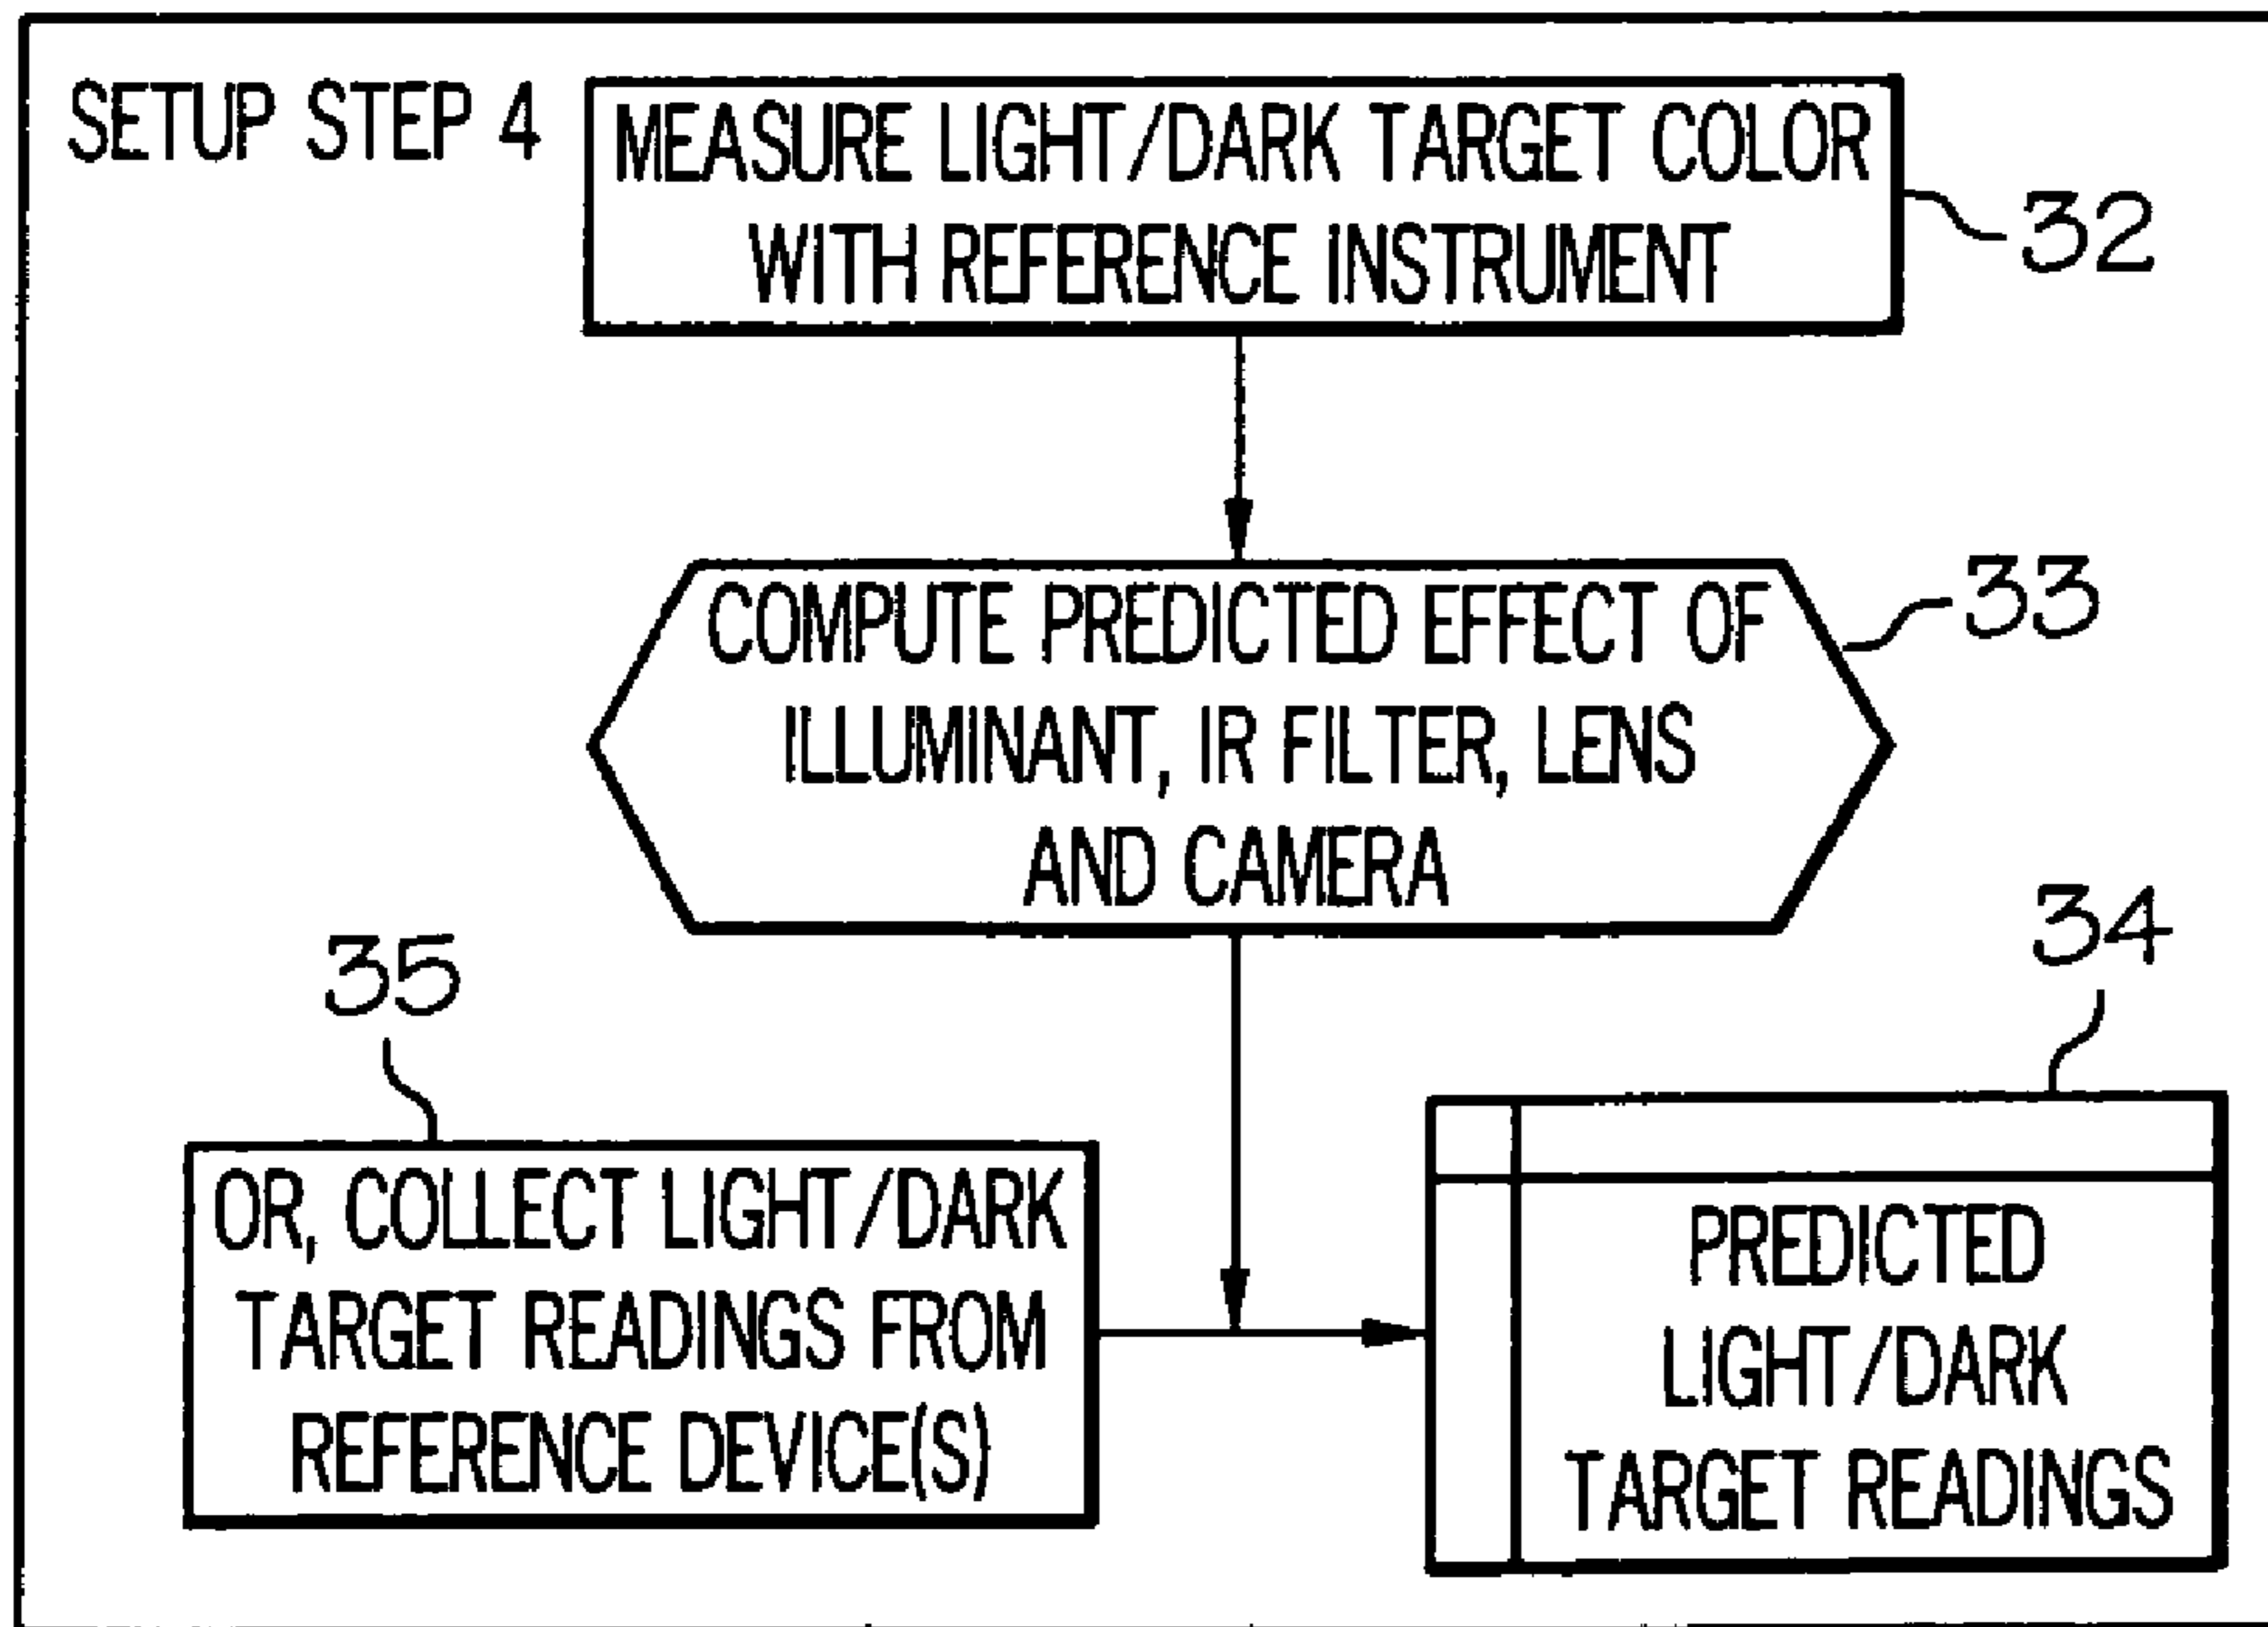 SETUP STEP 4
MEASURE LIGHT/DARK TARGET COLOR
WITH REFERENCE INSTRUMENT
32
COMPUTE PREDICTED EFFECT OF
ILLUMINANT, IR FILTER, LENS
AND CAMERA
33
35
OR, COLLECT LIGHT/DARK
TARGET READINGS FROM
REFERENCE DEVICE(S)
34
PREDICTED
LIGHT/DARK
TARGET READINGS